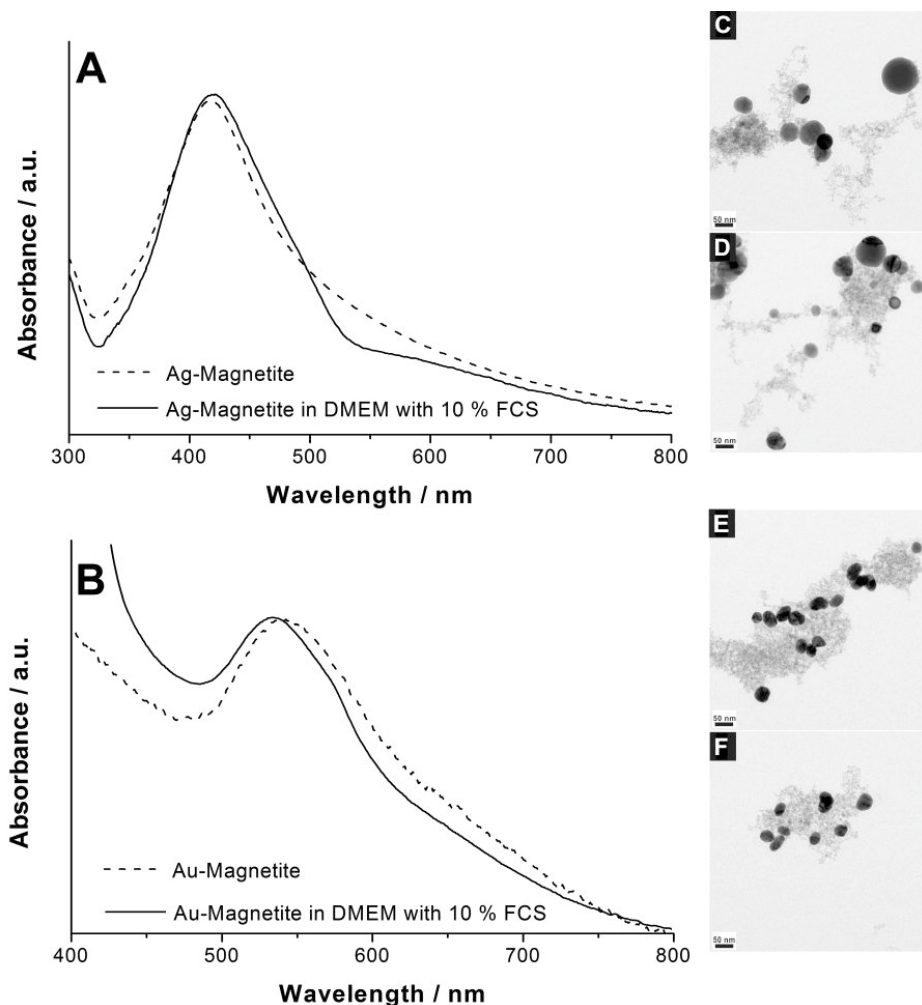 A
Absorbance / a.u.
Ag-Magnetite
Ag-Magnetite in DMEM with 10 % FCS
300 400 500 600 700 800
Wavelength / nm
B
Absorbance / a.u.
Au-Magnetite
Au-Magnetite in DMEM with 10 % FCS
400 500 600 700 800
Wavelength / nm
C
50 nm
D
50 nm
E
50 nm
F
50 nm